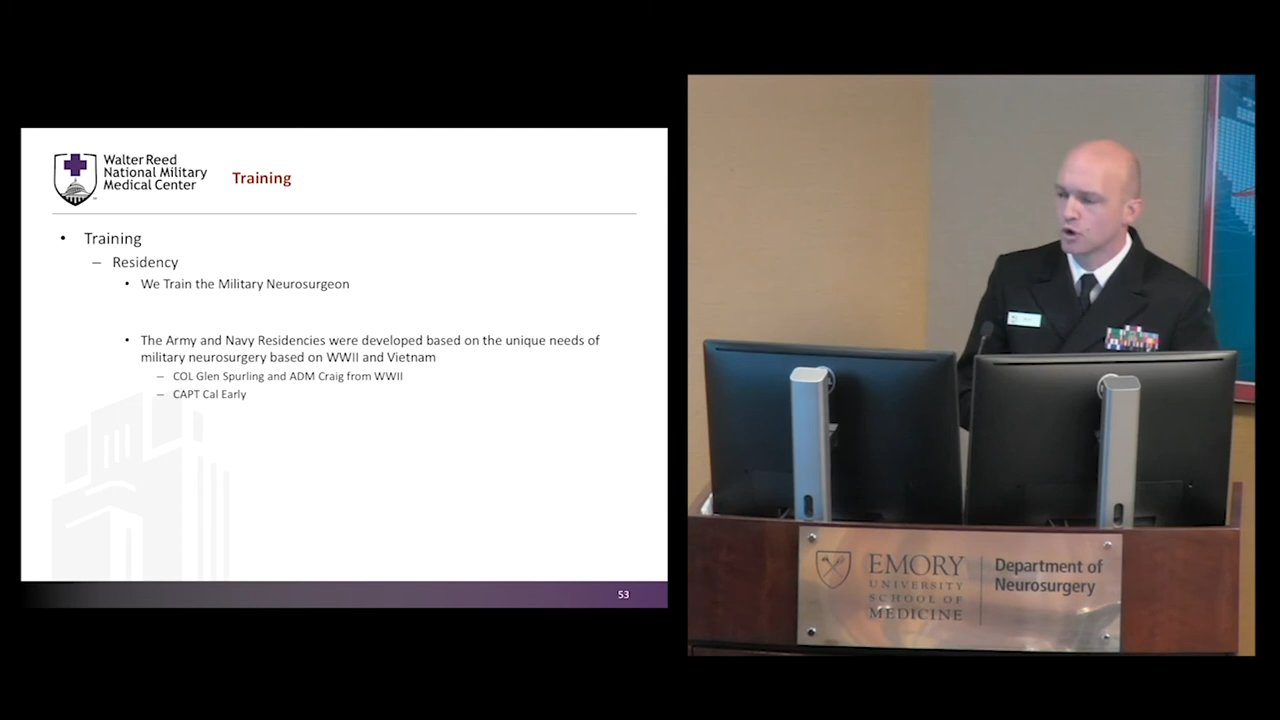 Walter Reed
National Military
Medical Center
Training
• Training
– Residency
• We Train the Military Neurosurgeon
• The Army and Navy Residencies were developed based on the unique needs of
military neurosurgery based on WWII and Vietnam
– COL Glen Spurling and ADM Craig from WWII
– CAPT Cal Early
53
EMORY
UNIVERSITY
SCHOOL OF
MEDICINE
Department of
Neurosurgery